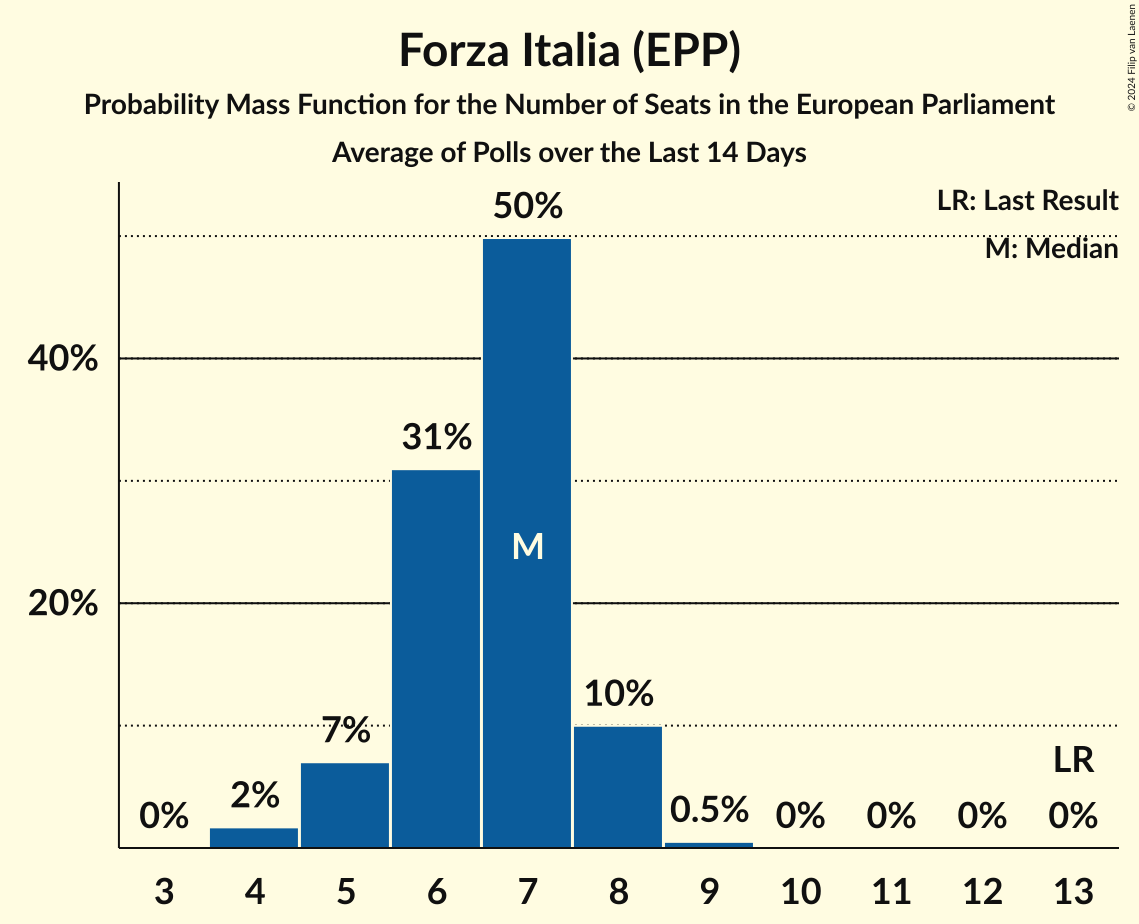 Forza Italia (EPP)
Probability Mass Function for the Number of Seats in the European Parliament
Average of Polls over the Last 14 Days
© 2024 Filip van Laenen
LR: Last Result
M: Median
50%
40%
31%
M
20%
10%
7%
LR
2%
0%
0.5%
0%
0%
0%
0%
3 4 5 6 7 8 9 10 11 12 13